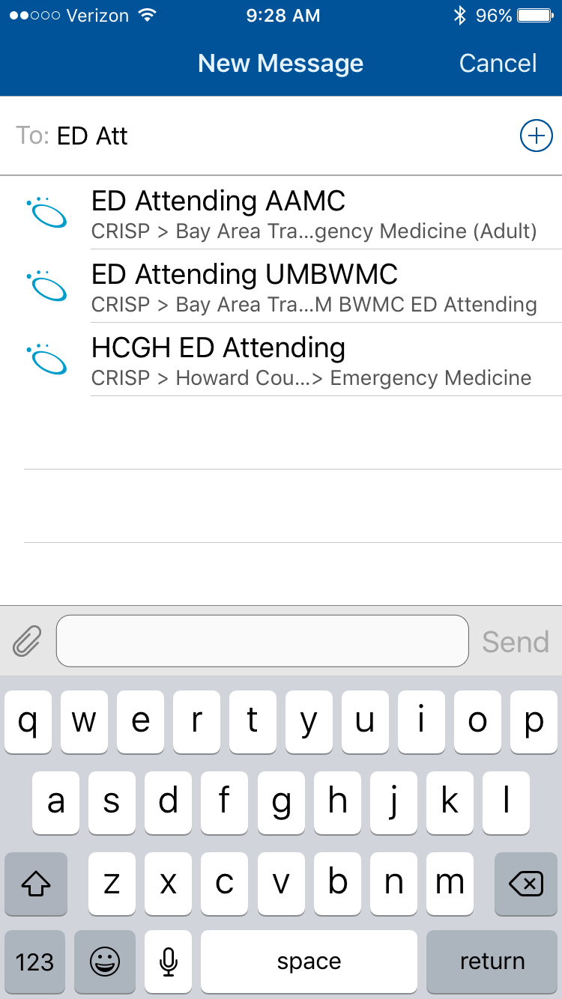 Verizon 9:28 AM 96%
New Message Cancel
To: ED Att
ED Attending AAMC
CRISP > Bay Area Tra...gency Medicine (Adult)
ED Attending UMBWMC
CRISP > Bay Area Tra...M BWMC ED Attending
HCGH ED Attending
CRISP > Howard Cou...> Emergency Medicine
Send
q w e r t y u i o p
a s d f g h j k l
z x c v b n m
123 space return